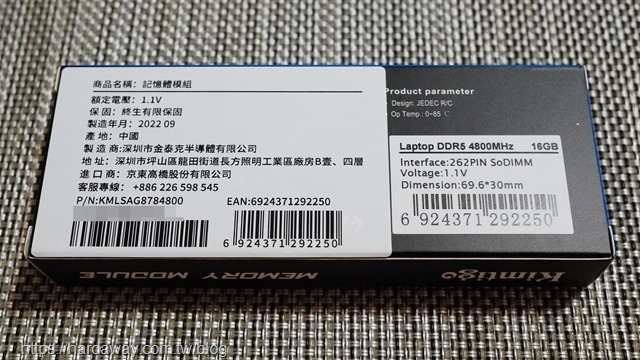 商品名稱：記憶體模組
額定電壓：1.1V
保 固：終生有限保固
製造年月：2022 09
產 地：中國
製 造 商:深圳市金泰克半導體有限公司
地 址：深圳市坪山區龍田街道長方照明工業區廠房B壹、四層
進 口 商：京東高橋股份有限公司
客服專線： +886 226 598 545
P/N:KMLSAG8784800
EAN:6924371292250
6 924371 292250
Product parameter
Design: JEDEC R/C
Op Temp.: 0~85 ℃
Laptop DDR5 4800MHz 16GB
Interface:262PIN SoDIMM
Voltage:1.1V
Dimension:69.6*30mm
6 924371 292250
MEMORY MODULE
Kimtigo
https://hardaway.com.tw/blog